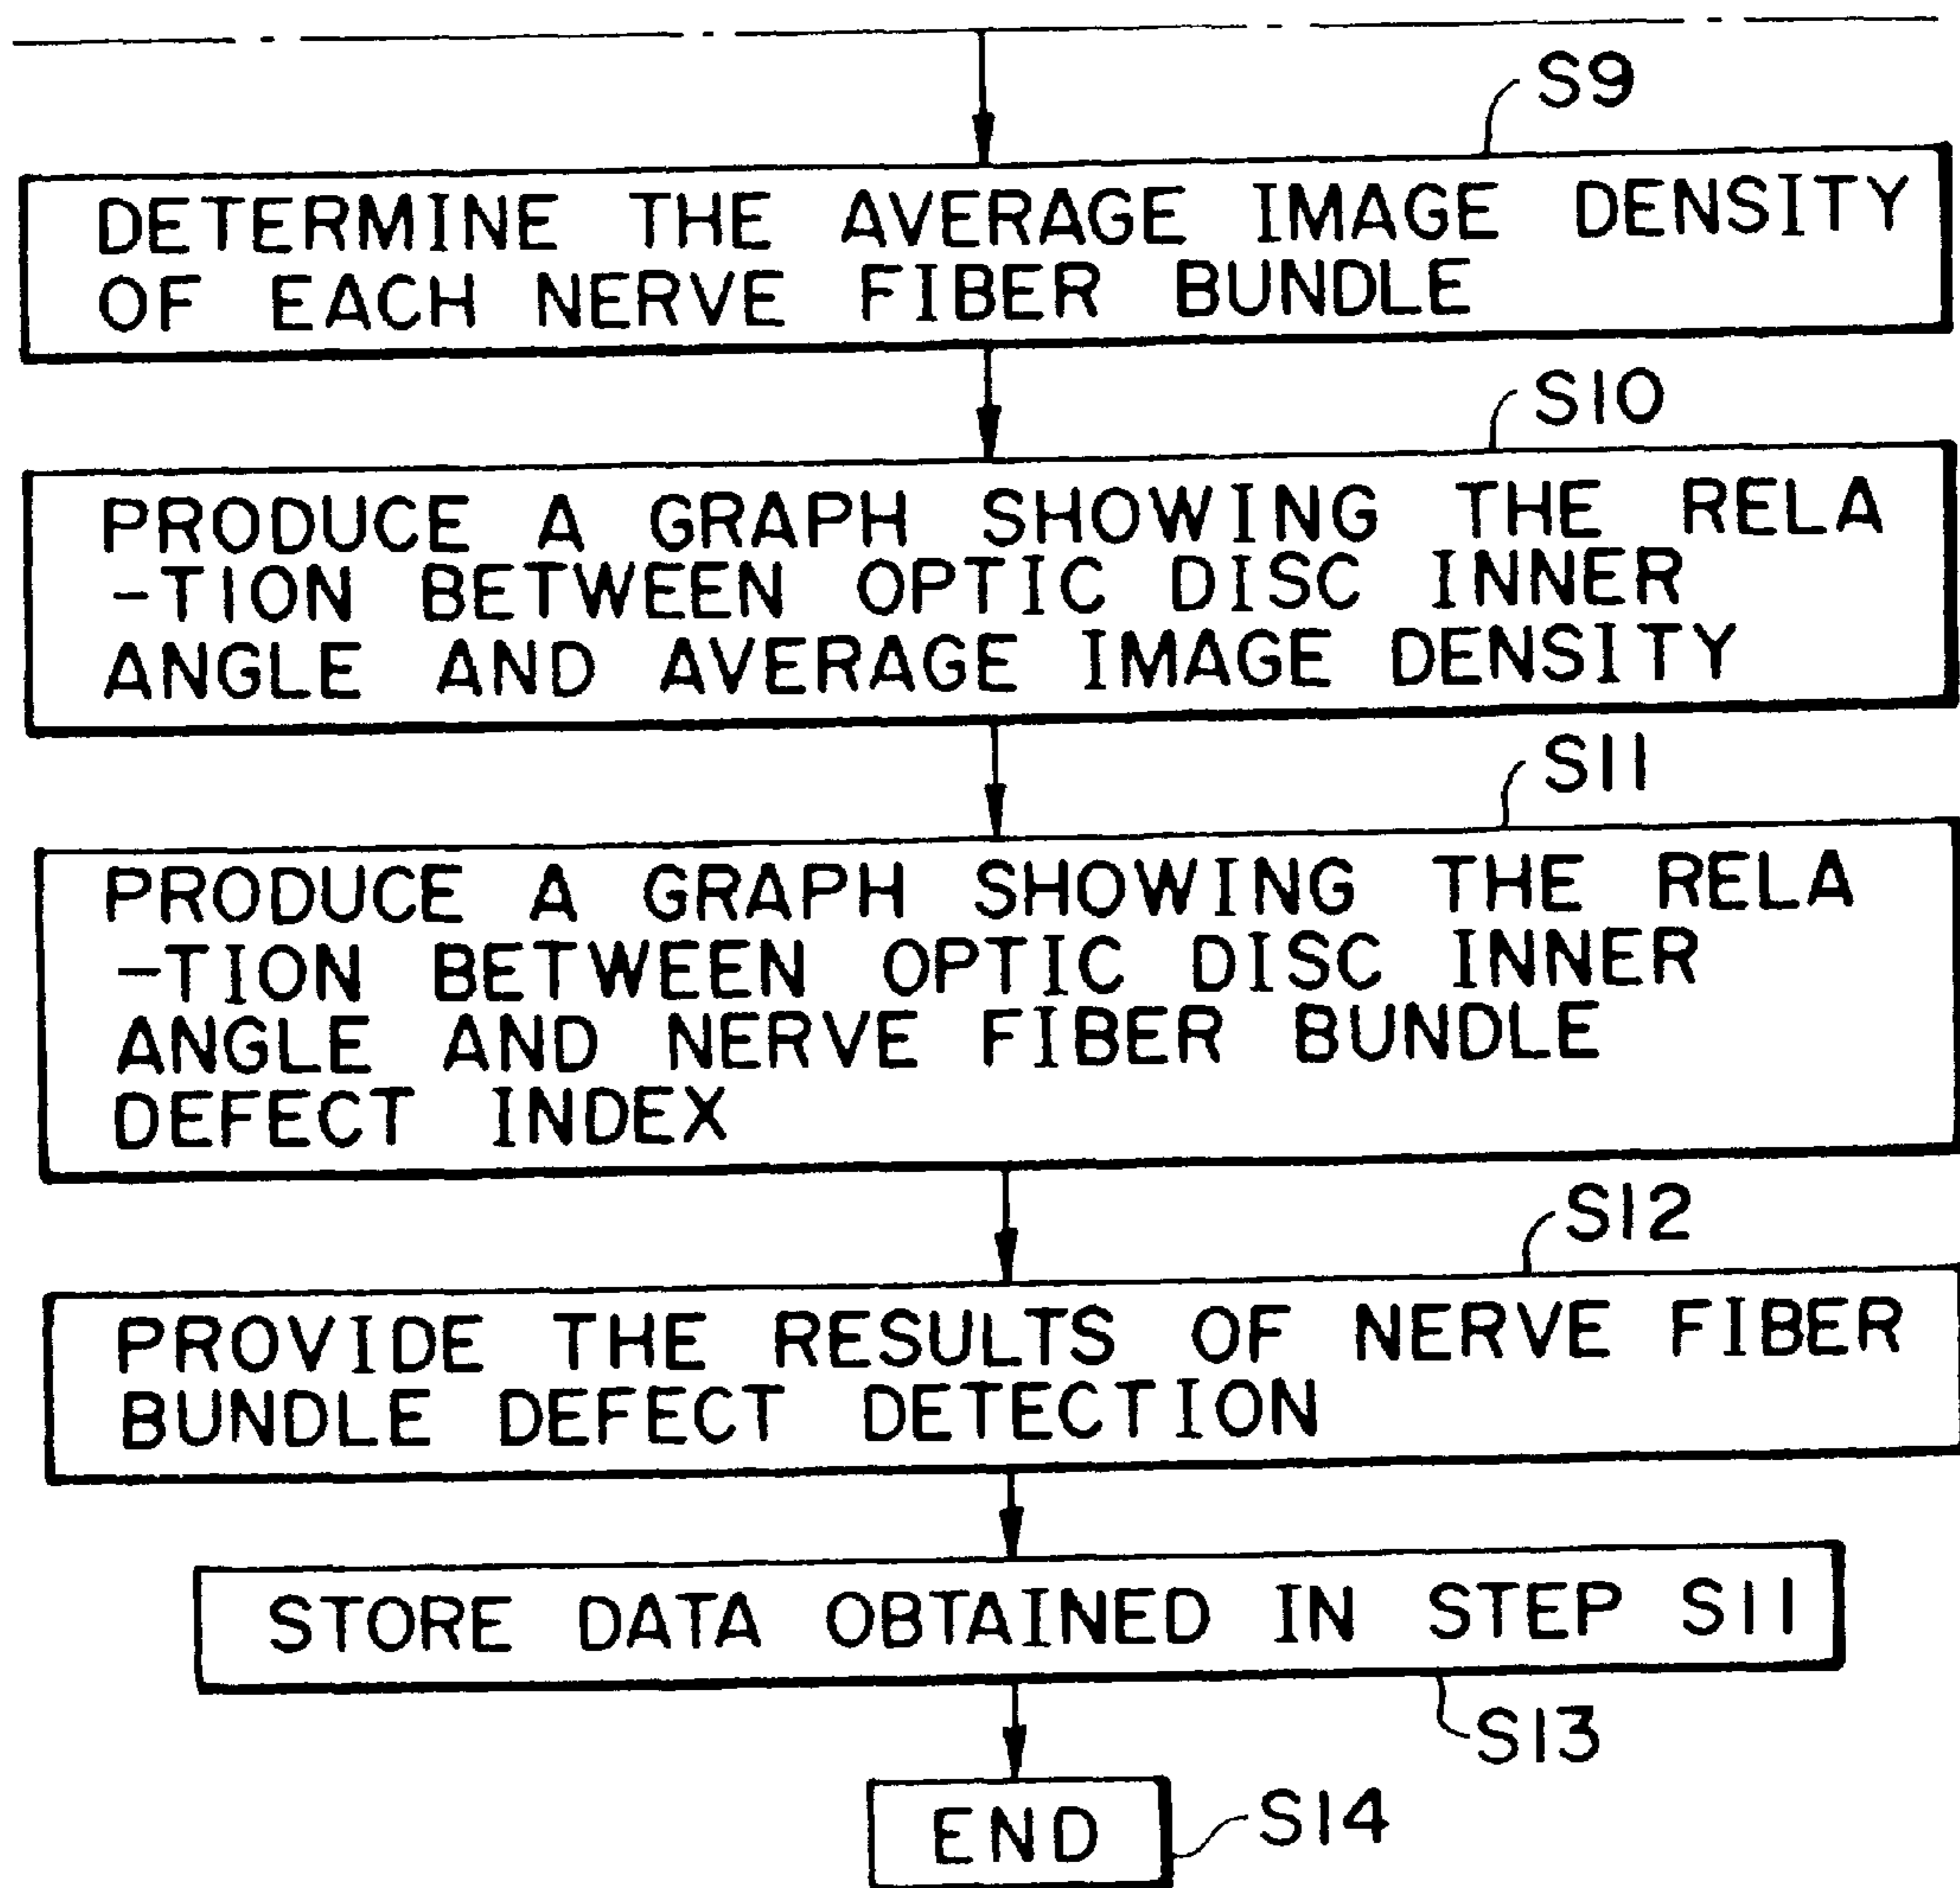 S9
DETERMINE THE AVERAGE IMAGE DENSITY
OF EACH NERVE FIBER BUNDLE
S10
PRODUCE A GRAPH SHOWING THE RELA
-TION BETWEEN OPTIC DISC INNER
ANGLE AND AVERAGE IMAGE DENSITY
S11
PRODUCE A GRAPH SHOWING THE RELA
-TION BETWEEN OPTIC DISC INNER
ANGLE AND NERVE FIBER BUNDLE
DEFECT INDEX
S12
PROVIDE THE RESULTS OF NERVE FIBER
BUNDLE DEFECT DETECTION
STORE DATA OBTAINED IN STEP S11
S13
END
S14